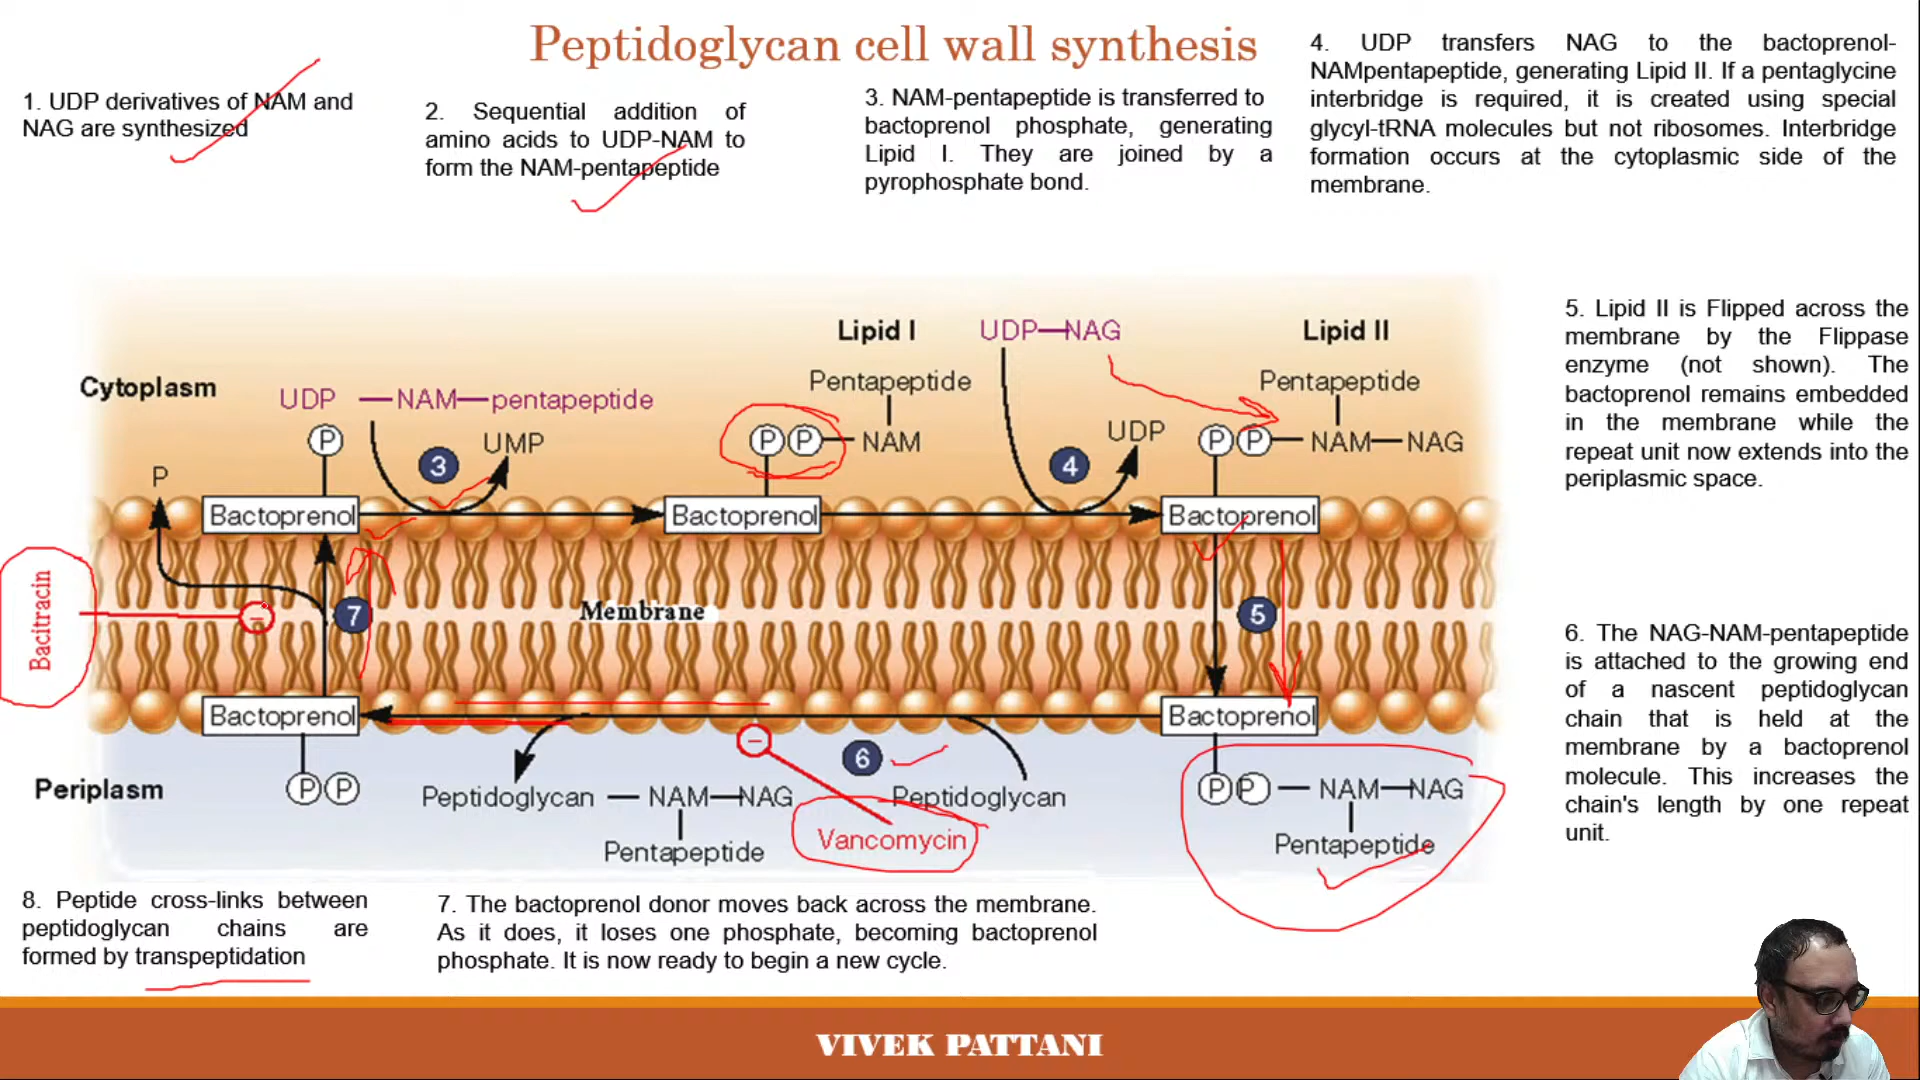 Peptidoglycan cell wall synthesis
1. UDP derivatives of NAM and
NAG are synthesized
2. Sequential addition of
amino acids to UDP-NAM to
form the NAM-pentapeptide
3. NAM-pentapeptide is transferred to
bactoprenol phosphate, generating
Lipid I. They are joined by a
pyrophosphate bond.
4. UDP transfers NAG to the bactoprenol-
NAMpentapeptide, generating Lipid II. If a pentaglycine
interbridge is required, it is created using special
glycyl-tRNA molecules but not ribosomes. Interbridge
formation occurs at the cytoplasmic side of the
membrane.
Lipid I
UDP—NAG
Lipid II
Cytoplasm
UDP —NAM—pentapeptide
Pentapeptide
Pentapeptide
P
3
UMP
P P — NAM
4
UDP
P P — NAM—NAG
P
Bactoprenol
Bactoprenol
Bactoprenol
Bacitracin
–
7
Membrane
5
Bactoprenol
Bactoprenol
–
6
Periplasm
P P
Peptidoglycan — NAM—NAG
Peptidoglycan
P P — NAM—NAG
Vancomycin
Pentapeptide
Pentapeptide
5. Lipid II is Flipped across the
membrane by the Flippase
enzyme (not shown). The
bactoprenol remains embedded
in the membrane while the
repeat unit now extends into the
periplasmic space.
6. The NAG-NAM-pentapeptide
is attached to the growing end
of a nascent peptidoglycan
chain that is held at the
membrane by a bactoprenol
molecule. This increases the
chain's length by one repeat
unit.
8. Peptide cross-links between
peptidoglycan chains are
formed by transpeptidation
7. The bactoprenol donor moves back across the membrane.
As it does, it loses one phosphate, becoming bactoprenol
phosphate. It is now ready to begin a new cycle.
VIVEK PATTANI